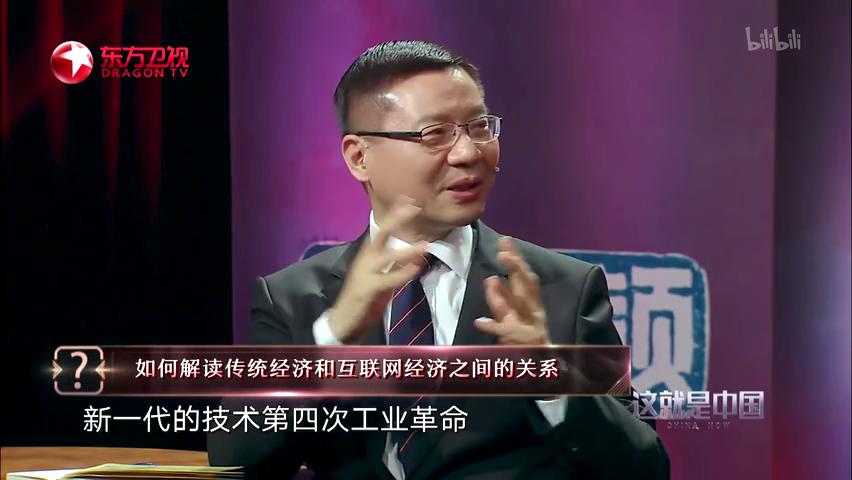 东方卫视
DRAGON TV
bilibili
顶
如何解读传统经济和互联网经济之间的关系
?
新一代的技术第四次工业革命
这就是中国
CHINA NOW